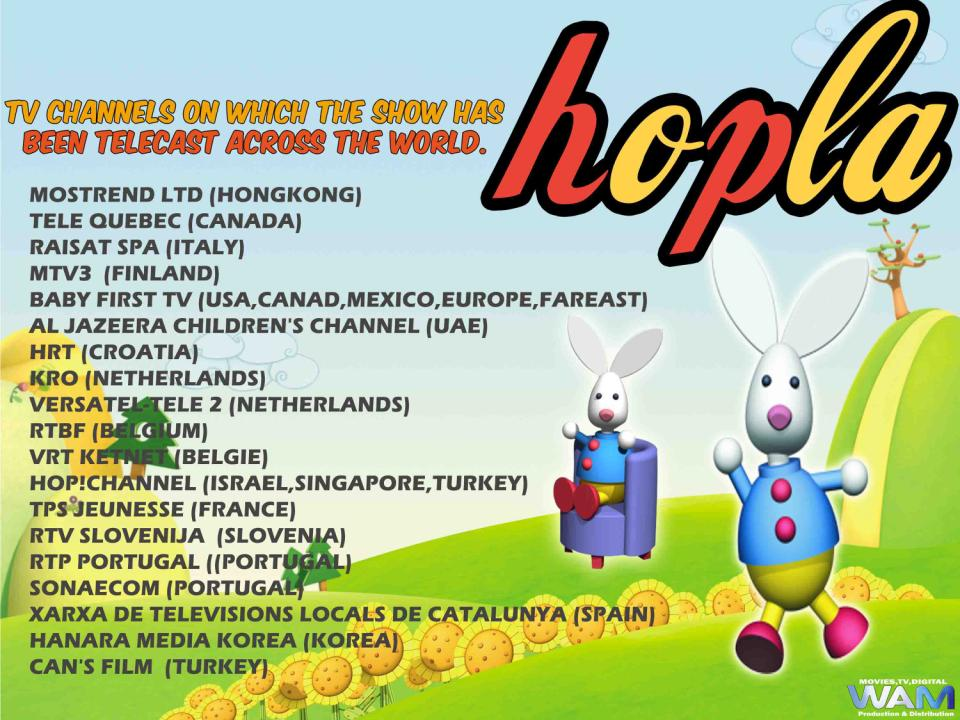 hopla
TV CHANNELS ON WHICH THE SHOW HAS
BEEN TELECAST ACROSS THE WORLD.
MOSTREND LTD (HONGKONG)
TELE QUEBEC (CANADA)
RAISAT SPA (ITALY)
MTV3 (FINLAND)
BABY FIRST TV (USA,CANAD,MEXICO,EUROPE,FAREAST)
AL JAZEERA CHILDREN'S CHANNEL (UAE)
HRT (CROATIA)
KRO (NETHERLANDS)
VERSATEL-TELE 2 (NETHERLANDS)
RTBF (BELGIUM)
VRT KETNET (BELGIE)
HOP!CHANNEL (ISRAEL,SINGAPORE,TURKEY)
TPS JEUNESSE (FRANCE)
RTV SLOVENIJA (SLOVENIA)
RTP PORTUGAL ((PORTUGAL)
SONAECOM (PORTUGAL)
XARXA DE TELEVISIONS LOCALS DE CATALUNYA (SPAIN)
HANARA MEDIA KOREA (KOREA)
CAN'S FILM (TURKEY)
MOVIES,TV,DIGITAL
WAM
Production & Distribution